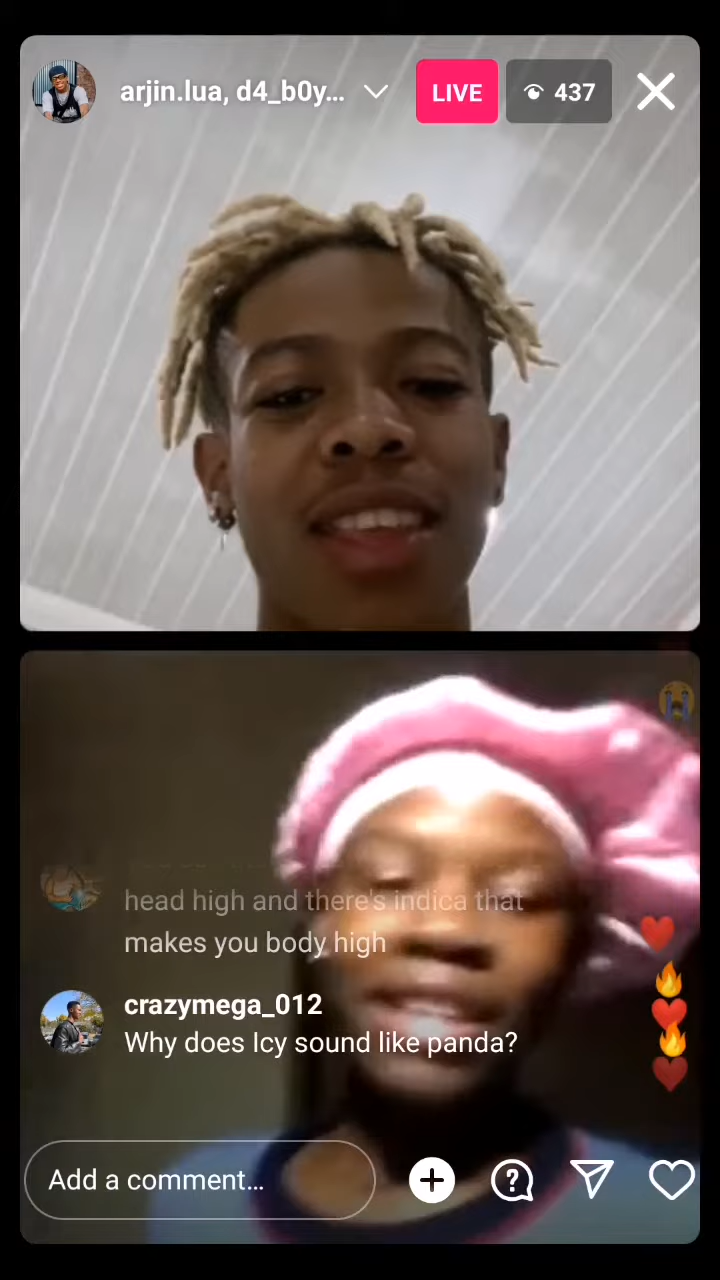 arjin.lua, d4_b0y...
LIVE
437
head high and there's indica that
makes you body high
crazymega_012
Why does Icy sound like panda?
Add a comment...